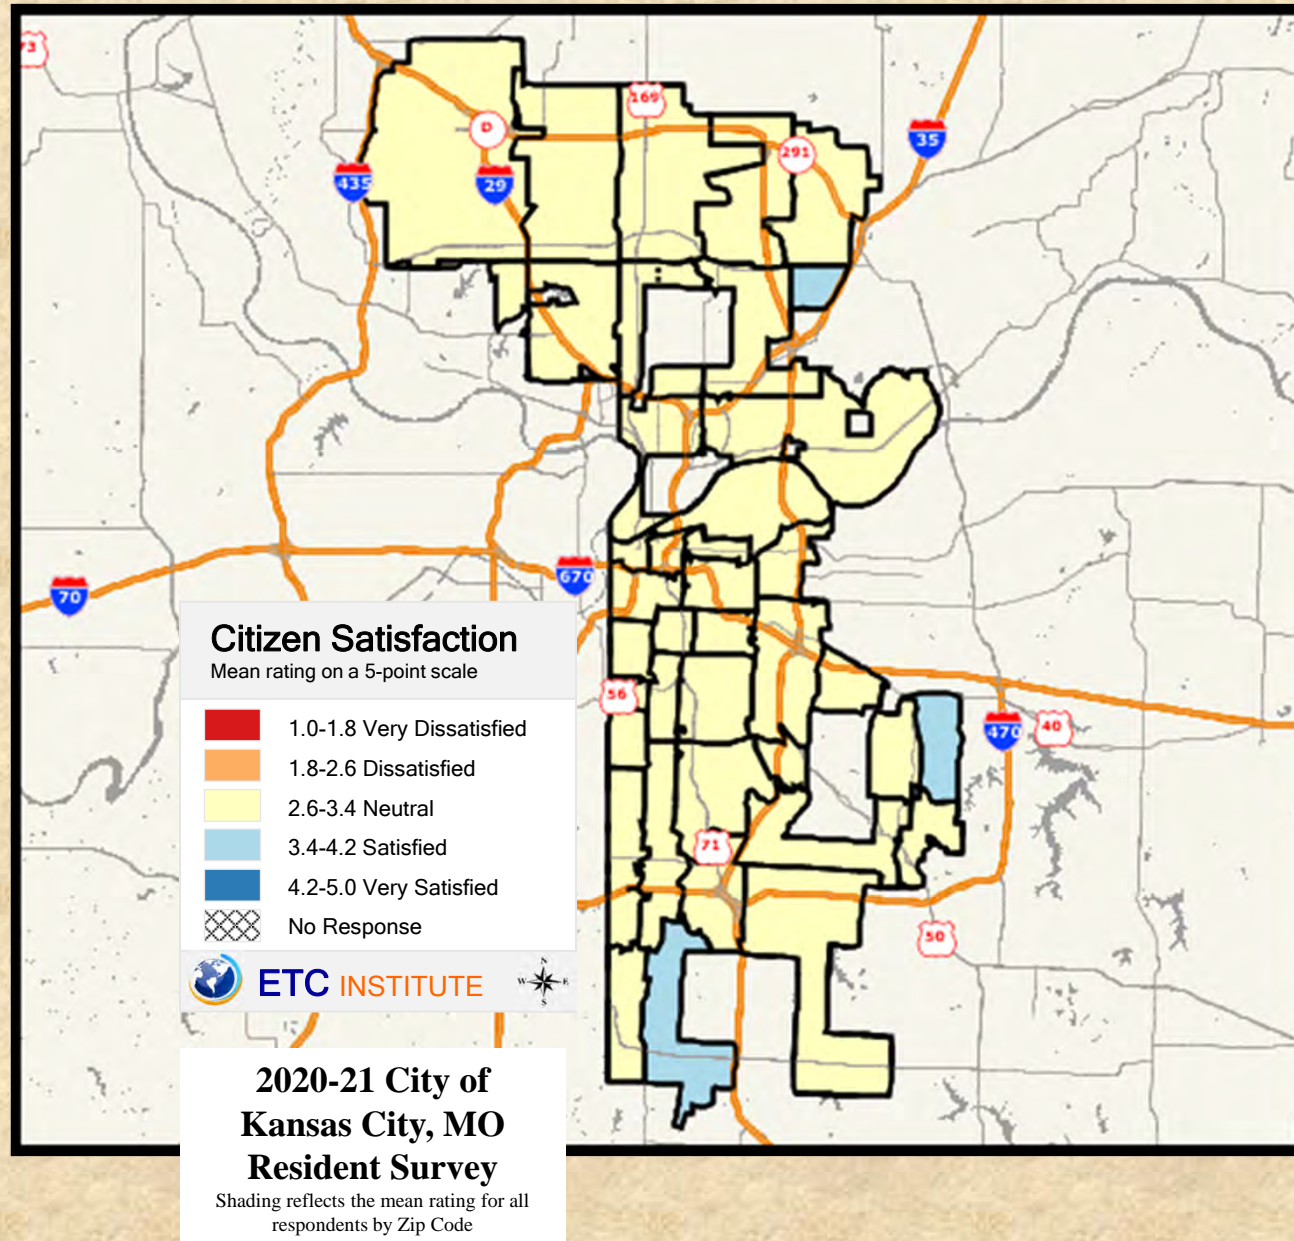 73
169
D
291
35
435
29
70
670
56
470
40
71
50
Citizen Satisfaction
Mean rating on a 5-point scale
1.0-1.8 Very Dissatisfied
1.8-2.6 Dissatisfied
2.6-3.4 Neutral
3.4-4.2 Satisfied
4.2-5.0 Very Satisfied
No Response
ETC INSTITUTE
N
W E
S
2020-21 City of
Kansas City, MO
Resident Survey
Shading reflects the mean rating for all
respondents by Zip Code